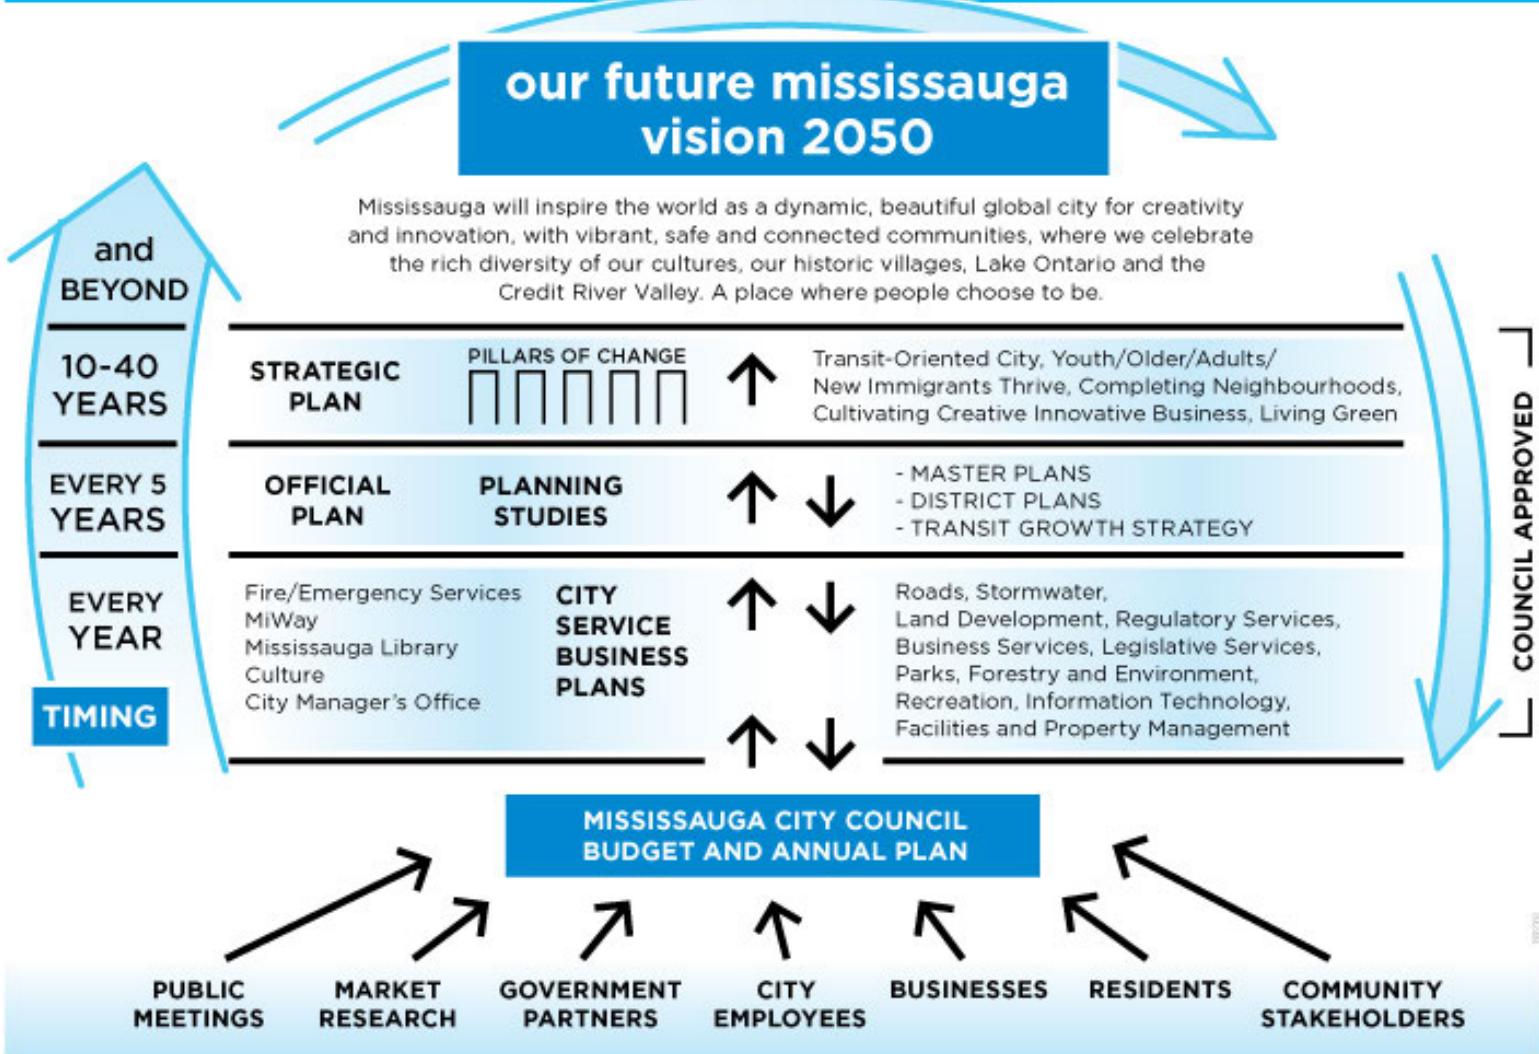 our future mississauga
vision 2050
Mississauga will inspire the world as a dynamic, beautiful global city for creativity
and innovation, with vibrant, safe and connected communities, where we celebrate
the rich diversity of our cultures, our historic villages, Lake Ontario and the
Credit River Valley. A place where people choose to be.
and
BEYOND
10-40
YEARS
STRATEGIC
PLAN
PILLARS OF CHANGE
Transit-Oriented City, Youth/Older/Adults/
New Immigrants Thrive, Completing Neighbourhoods,
Cultivating Creative Innovative Business, Living Green
EVERY 5
YEARS
OFFICIAL
PLAN
PLANNING
STUDIES
- MASTER PLANS
- DISTRICT PLANS
- TRANSIT GROWTH STRATEGY
EVERY
YEAR
Fire/Emergency Services
MiWay
Mississauga Library
Culture
City Manager's Office
CITY
SERVICE
BUSINESS
PLANS
Roads, Stormwater,
Land Development, Regulatory Services,
Business Services, Legislative Services,
Parks, Forestry and Environment,
Recreation, Information Technology,
Facilities and Property Management
TIMING
COUNCIL APPROVED
MISSISSAUGA CITY COUNCIL
BUDGET AND ANNUAL PLAN
PUBLIC
MEETINGS
MARKET
RESEARCH
GOVERNMENT
PARTNERS
CITY
EMPLOYEES
BUSINESSES
RESIDENTS
COMMUNITY
STAKEHOLDERS